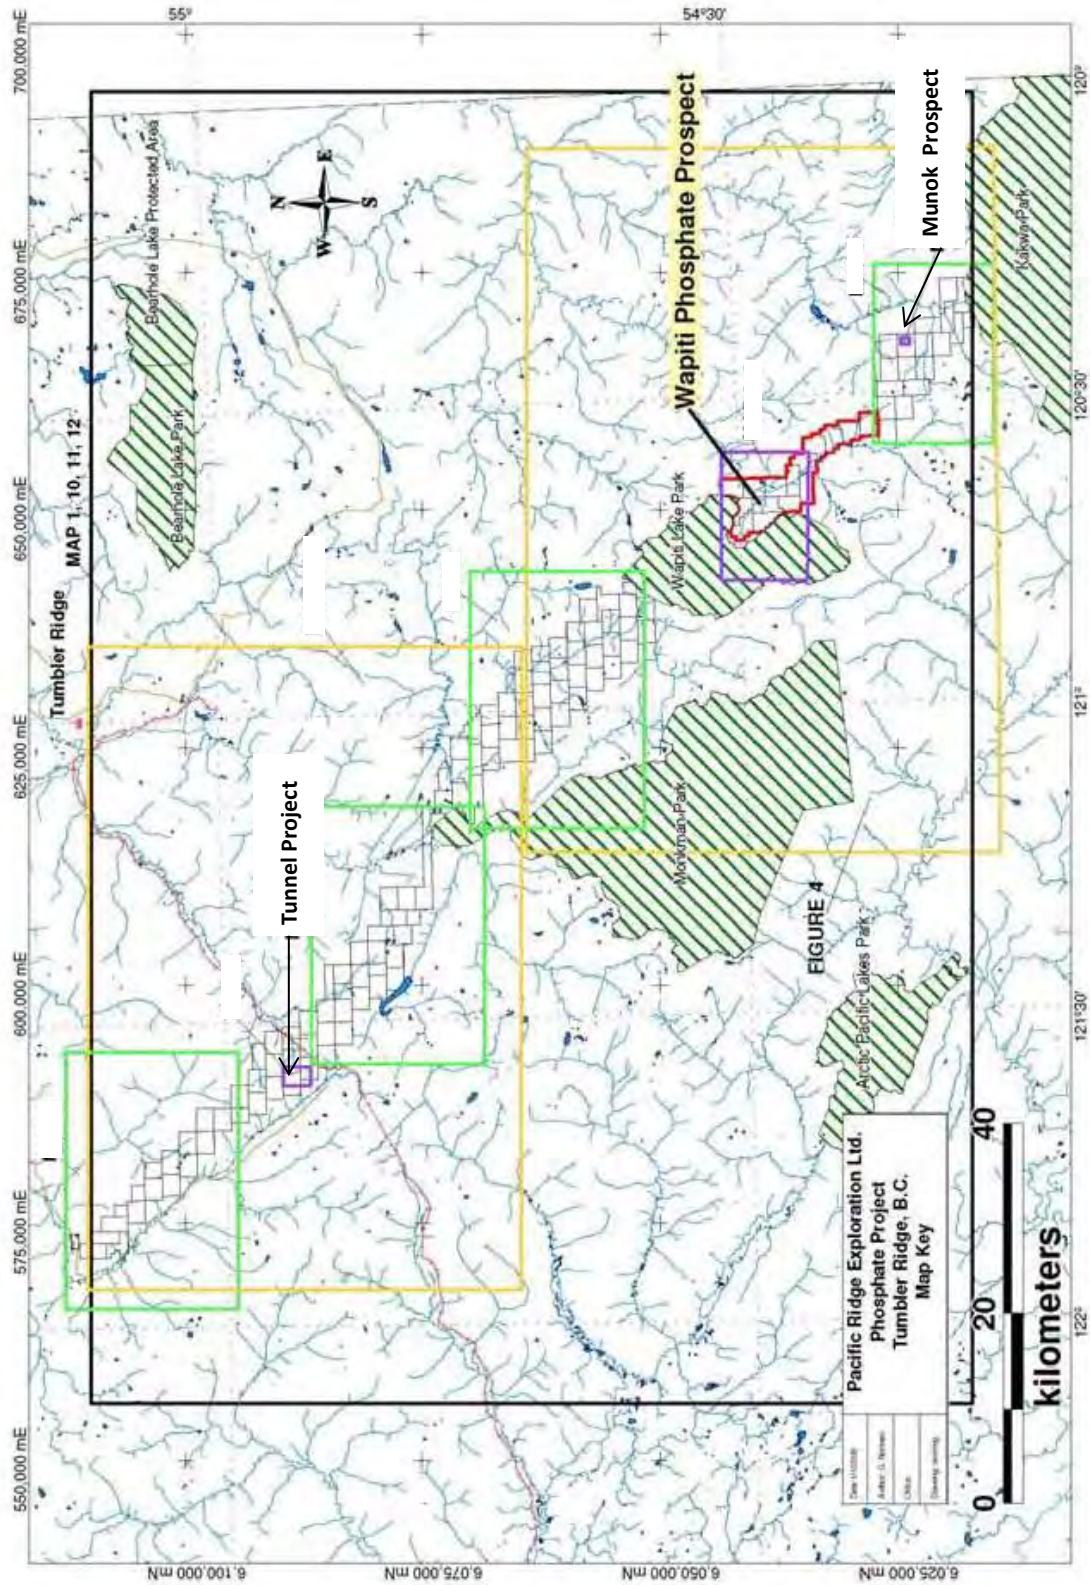 700,000 mE
675,000 mE
650,000 mE
625,000 mE
600,000 mE
575,000 mE
550,000 mE
55°
54°30'
120°
120°30'
121°
121°30'
122°
6,100,000 mN
6,075,000 mN
6,050,000 mN
6,025,000 mN
Bearhole Lake Protected Area
Bearhole Lake Park
MAP 1, 10, 11, 12
Tumbler Ridge
N
E
S
W
Wapiti Phosphate Prospect
Munok Prospect
Kakwa Park
Wapiti Lake Park
Tunnel Project
Monkman Park
FIGURE 4
Arctic Pacific Lakes Park
Pacific Ridge Exploration Ltd.
Phosphate Project
Tumbler Ridge, B.C.
Map Key
0
20
40
kilometers